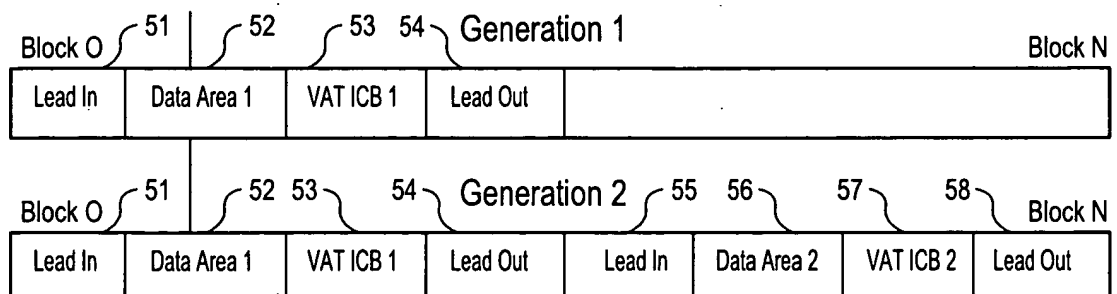 51 52 53 54 Generation 1
Block O Block N
Lead In Data Area 1 VAT ICB 1 Lead Out
51 52 53 54 Generation 2 55 56 57 58
Block O Block N
Lead In Data Area 1 VAT ICB 1 Lead Out Lead In Data Area 2 VAT ICB 2 Lead Out